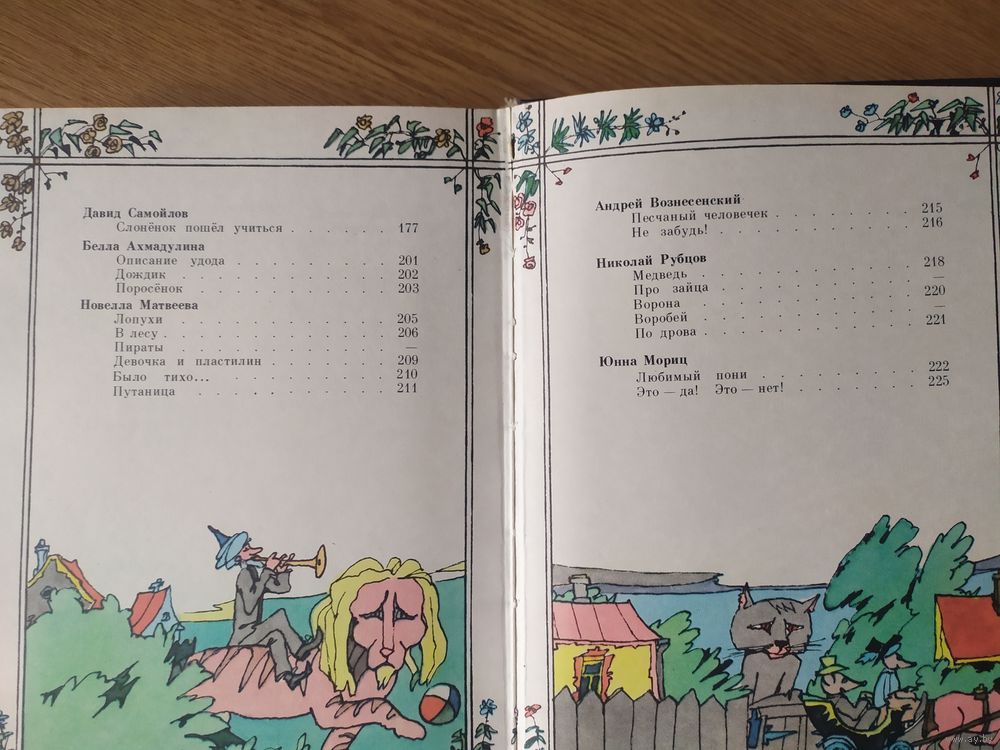 Давид Самойлов
Слонёнок пошёл учиться . . . . . . . 177
Белла Ахмадулина
Описание удода . . . . . . . . . . 201
Дождик . . . . . . . . . . . . . 202
Поросёнок . . . . . . . . . . . . 203
Новелла Матвеева
Лопухи . . . . . . . . . . . . . 205
В лесу . . . . . . . . . . . . . . 206
Пираты . . . . . . . . . . . . . —
Девочка и пластилин . . . . . . . . 209
Было тихо... . . . . . . . . . . . 210
Путаница . . . . . . . . . . . . 211
Андрей Вознесенский
Песчаный человечек . . . . . . . . 215
Не забудь! . . . . . . . . . . . 216
Николай Рубцов
Медведь . . . . . . . . . . . . 218
Про зайца . . . . . . . . . . . —
Ворона . . . . . . . . . . . . 220
Воробей . . . . . . . . . . . . —
По дрова . . . . . . . . . . . . 221
Юнна Мориц
Любимый пони . . . . . . . . . . 222
Это — да! Это — нет! . . . . . . . . 225